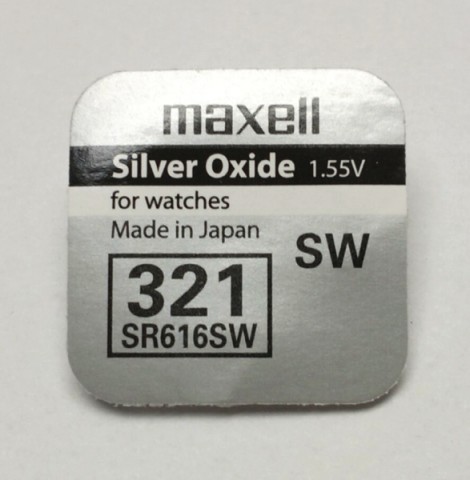 maxell
Silver Oxide 1.55V
for watches
Made in Japan
SW
321
SR616SW